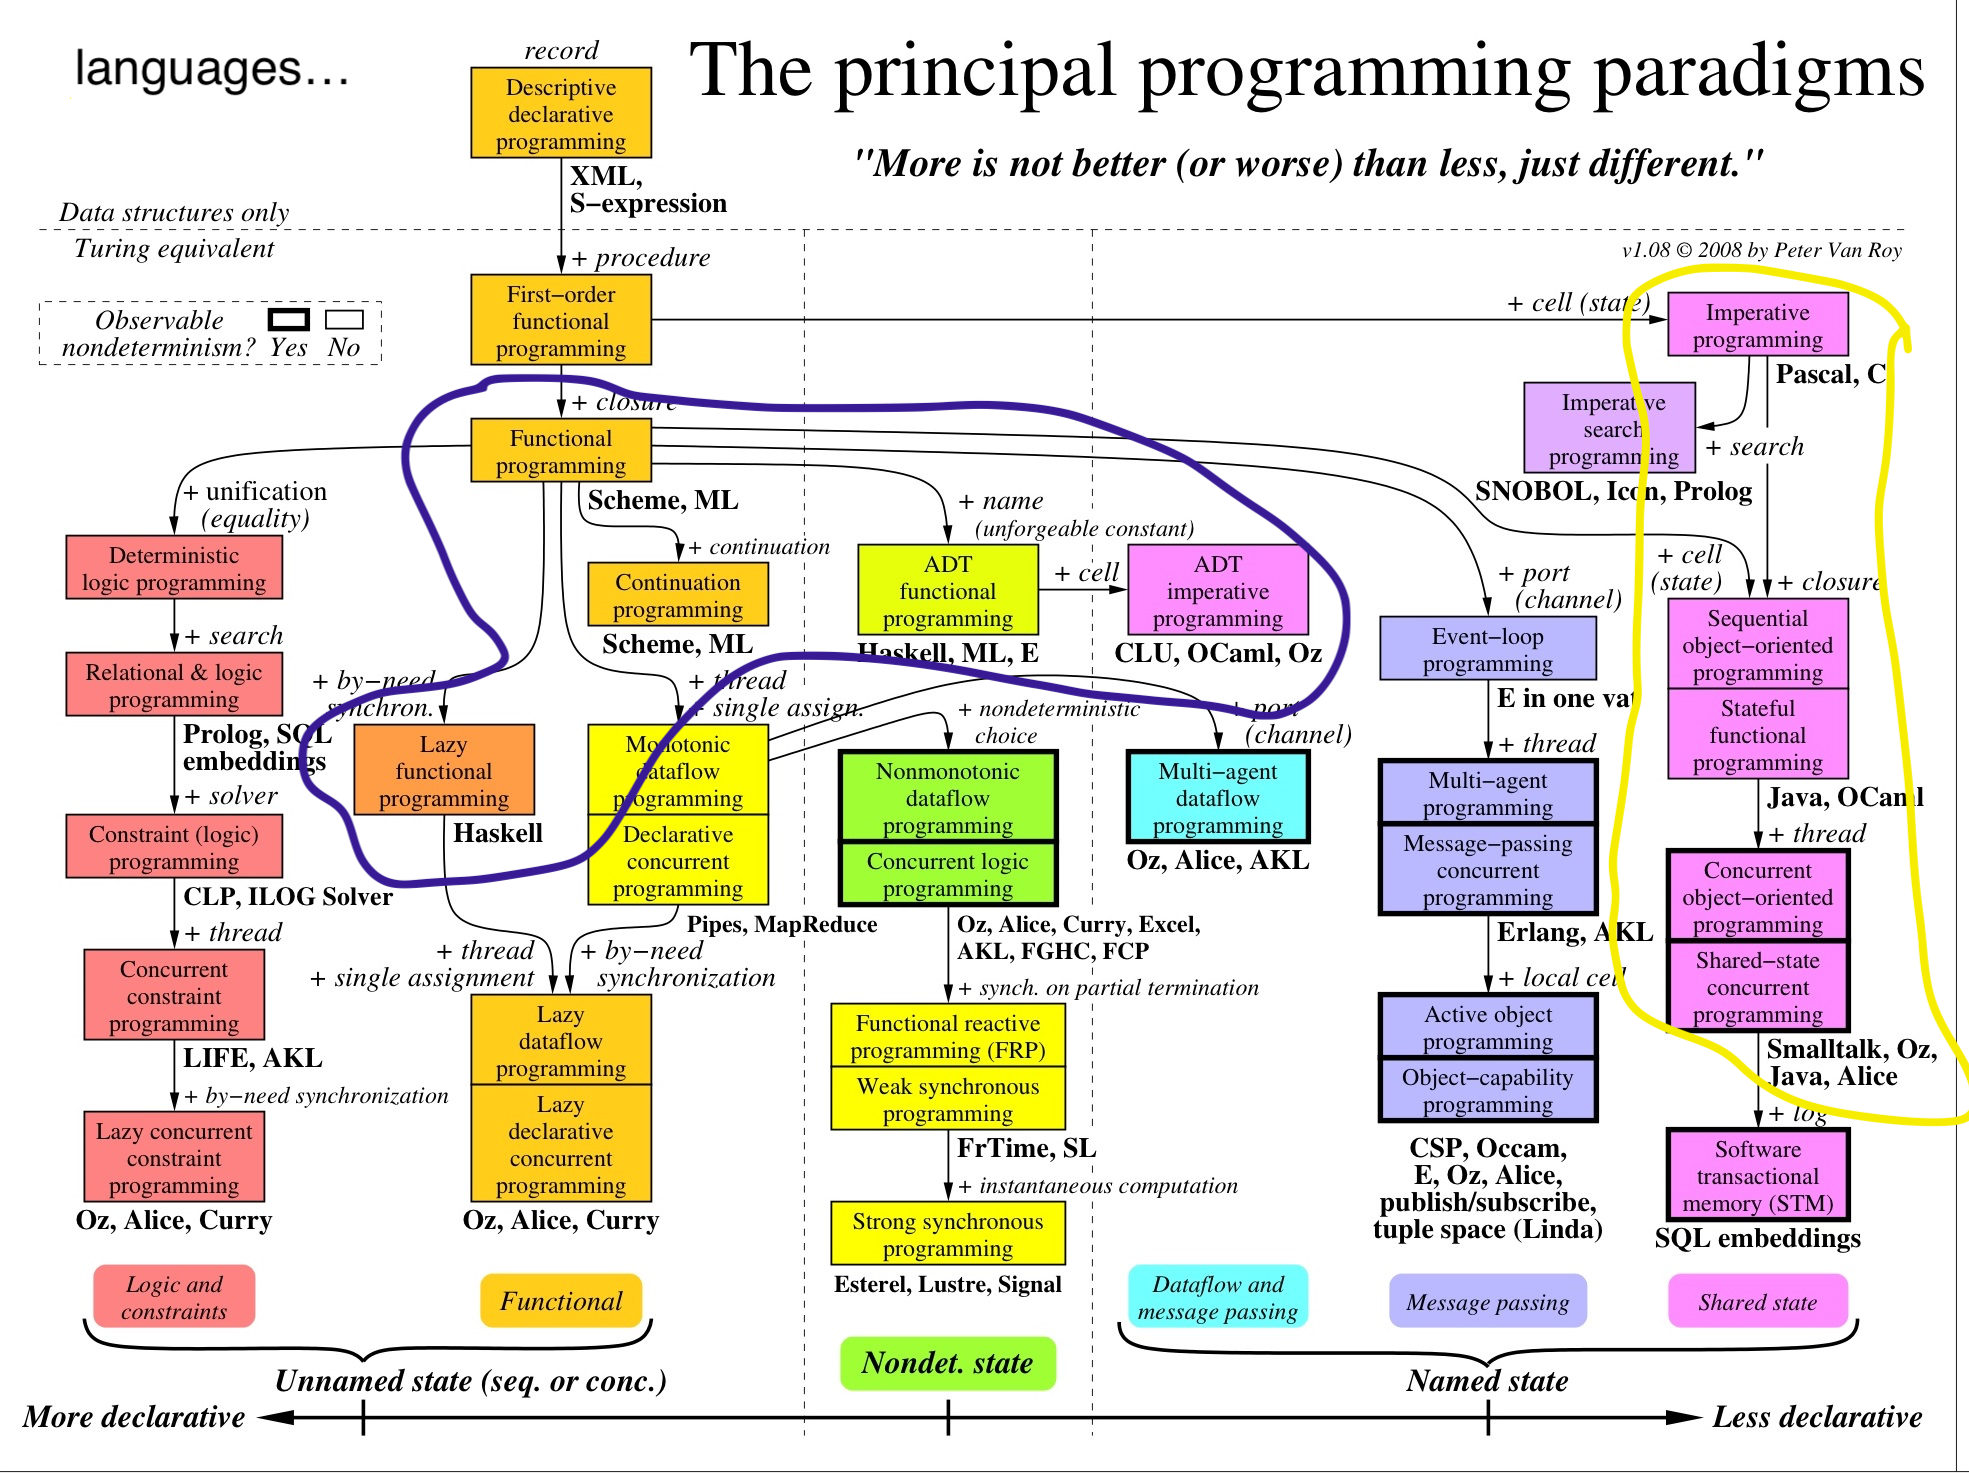 languages...
The principal programming paradigms
"More is not better (or worse) than less, just different."
v1.08 © 2008 by Peter Van Roy
record
Descriptive
declarative
programming
XML,
S−expression
Data structures only
Turing equivalent
Observable
nondeterminism? Yes No
+ procedure
First−order
functional
programming
+ cell (state)
Imperative
programming
Pascal, C
+ search
Imperative
search
programming
SNOBOL, Icon, Prolog
+ closure
Functional
programming
Scheme, ML
+ unification
(equality)
Deterministic
logic programming
+ search
Relational & logic
programming
Prolog, SQL
embeddings
+ solver
Constraint (logic)
programming
CLP, ILOG Solver
+ thread
Concurrent
constraint
programming
LIFE, AKL
+ by−need synchronization
Lazy concurrent
constraint
programming
Oz, Alice, Curry
+ continuation
Continuation
programming
Scheme, ML
+ by−need
synchron.
Lazy
functional
programming
Haskell
+ thread
+ single assign.
Monotonic
dataflow
programming
Declarative
concurrent
programming
Pipes, MapReduce
+ thread
+ single assignment
+ by−need
synchronization
Lazy
dataflow
programming
Lazy
declarative
concurrent
programming
Oz, Alice, Curry
+ name
(unforgeable constant)
ADT
functional
programming
Haskell, ML, E
+ cell
ADT
imperative
programming
CLU, OCaml, Oz
+ nondeterministic
choice
Nonmonotonic
dataflow
programming
Concurrent logic
programming
Oz, Alice, Curry, Excel,
AKL, FGHC, FCP
+ synch. on partial termination
Functional reactive
programming (FRP)
Weak synchronous
programming
FrTime, SL
+ instantaneous computation
Strong synchronous
programming
Esterel, Lustre, Signal
+ port
(channel)
Multi−agent
dataflow
programming
Oz, Alice, AKL
+ port
(channel)
Event−loop
programming
E in one vat
+ thread
Multi−agent
programming
Message−passing
concurrent
programming
Erlang, AKL
+ local cell
Active object
programming
Object−capability
programming
CSP, Occam,
E, Oz, Alice,
publish/subscribe,
tuple space (Linda)
+ cell
(state)
+ closure
Sequential
object−oriented
programming
Stateful
functional
programming
Java, OCaml
+ thread
Concurrent
object−oriented
programming
Shared−state
concurrent
programming
Smalltalk, Oz,
Java, Alice
+ log
Software
transactional
memory (STM)
SQL embeddings
Logic and
constraints
Functional
Nondet. state
Dataflow and
message passing
Message passing
Shared state
Unnamed state (seq. or conc.)
Named state
More declarative
Less declarative